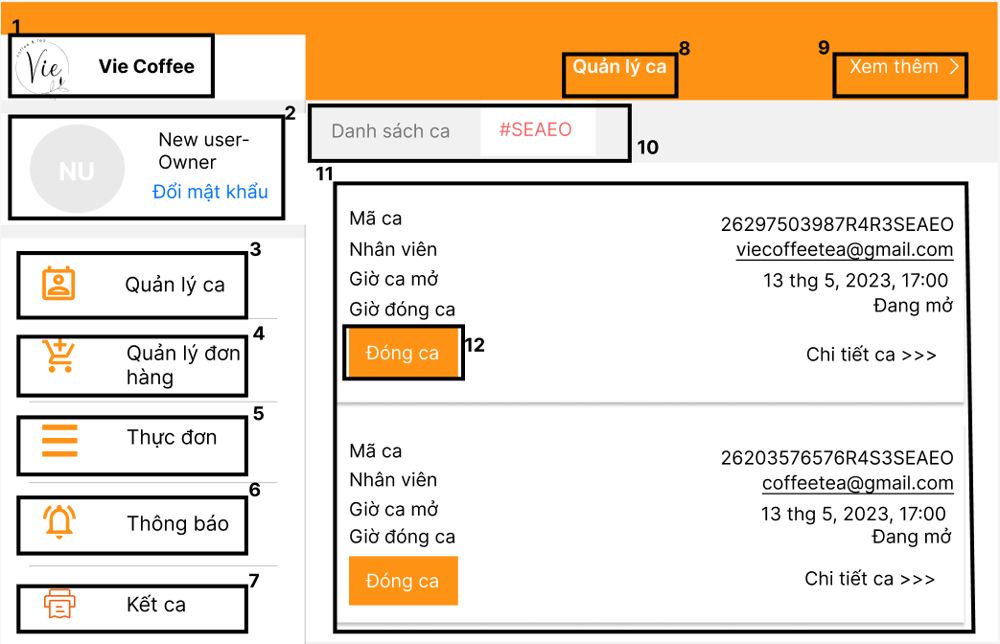 1
coffee & tea
Vie
Vie Coffee
Quản lý ca
8
9
Xem thêm
2
NU
New user-
Owner
Đổi mật khẩu
Danh sách ca
#SEAEO
10
11
3
Quản lý ca
4
Quản lý đơn
hàng
5
Thực đơn
6
Thông báo
7
Kết ca
Mã ca 26297503987R4R3SEAEO
Nhân viên viecoffeetea@gmail.com
Giờ ca mở 13 thg 5, 2023, 17:00
Giờ đóng ca Đang mở
Đóng ca
12
Chi tiết ca >>>
Mã ca 26203576576R4S3SEAEO
Nhân viên coffeetea@gmail.com
Giờ ca mở 13 thg 5, 2023, 17:00
Giờ đóng ca Đang mở
Đóng ca
Chi tiết ca >>>